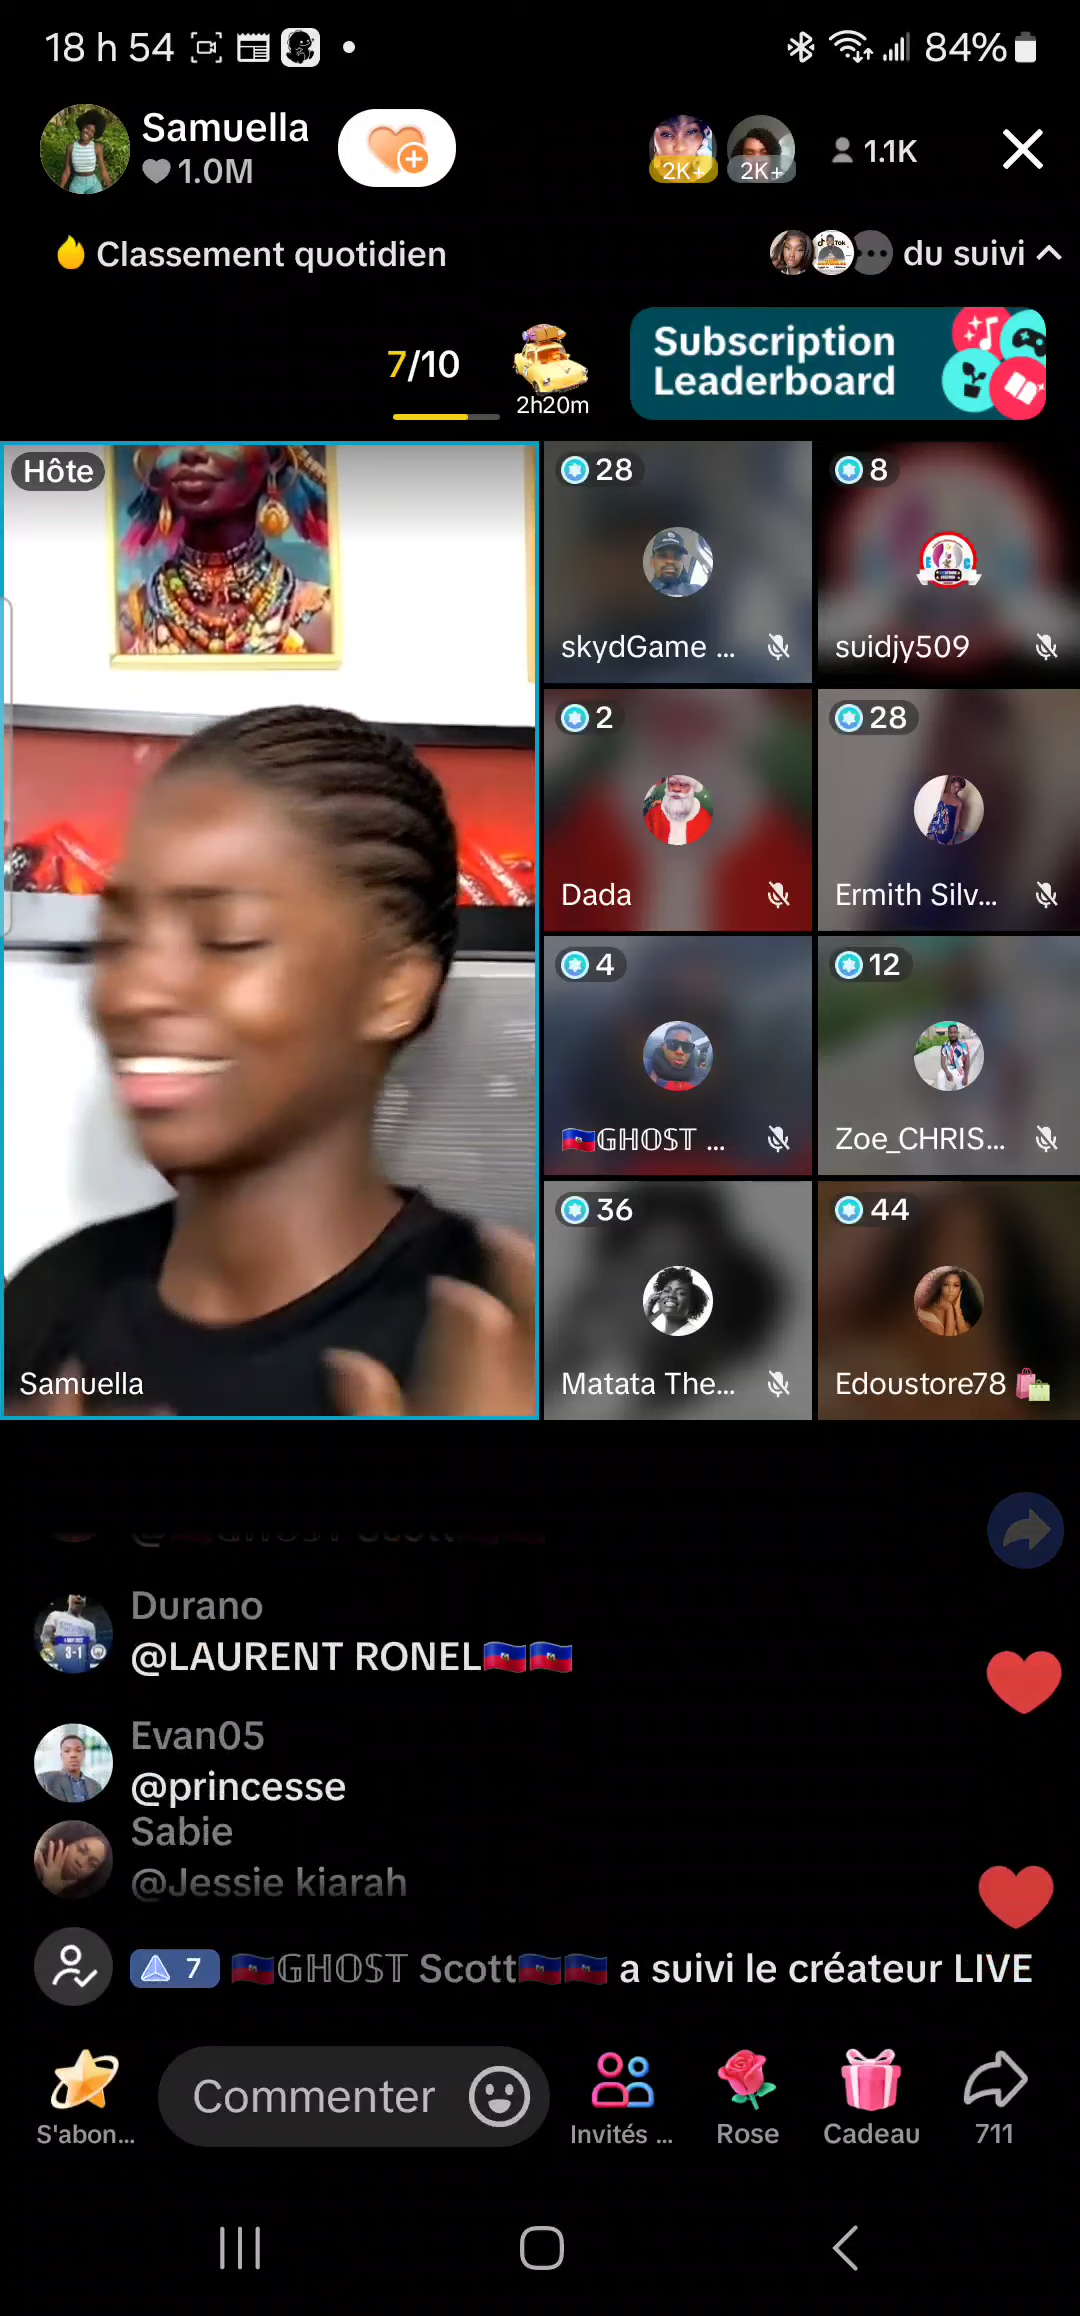 18 h 54
84%
Samuella
1.0M
2K+
2K+
1.1K
Classement quotidien
du suivi
7/10
2h20m
Subscription
Leaderboard
Hôte
Samuella
28
skydGame ...
8
suidjy509
2
Dada
28
Ermith Silv...
4
🇭🇹𝔾ℍ𝕆𝕊𝕋 ...
12
Zoe_CHRIS...
36
Matata The...
44
Edoustore78 🛍️
Durano
@LAURENT RONEL🇭🇹🇭🇹
Evan05
@princesse
Sabie
@Jessie kiarah
7 🇭🇹𝔾ℍ𝕆𝕊𝕋 Scott🇭🇹🇭🇹 a suivi le créateur LIVE
S'abon...
Commenter
Invités ...
Rose
Cadeau
711